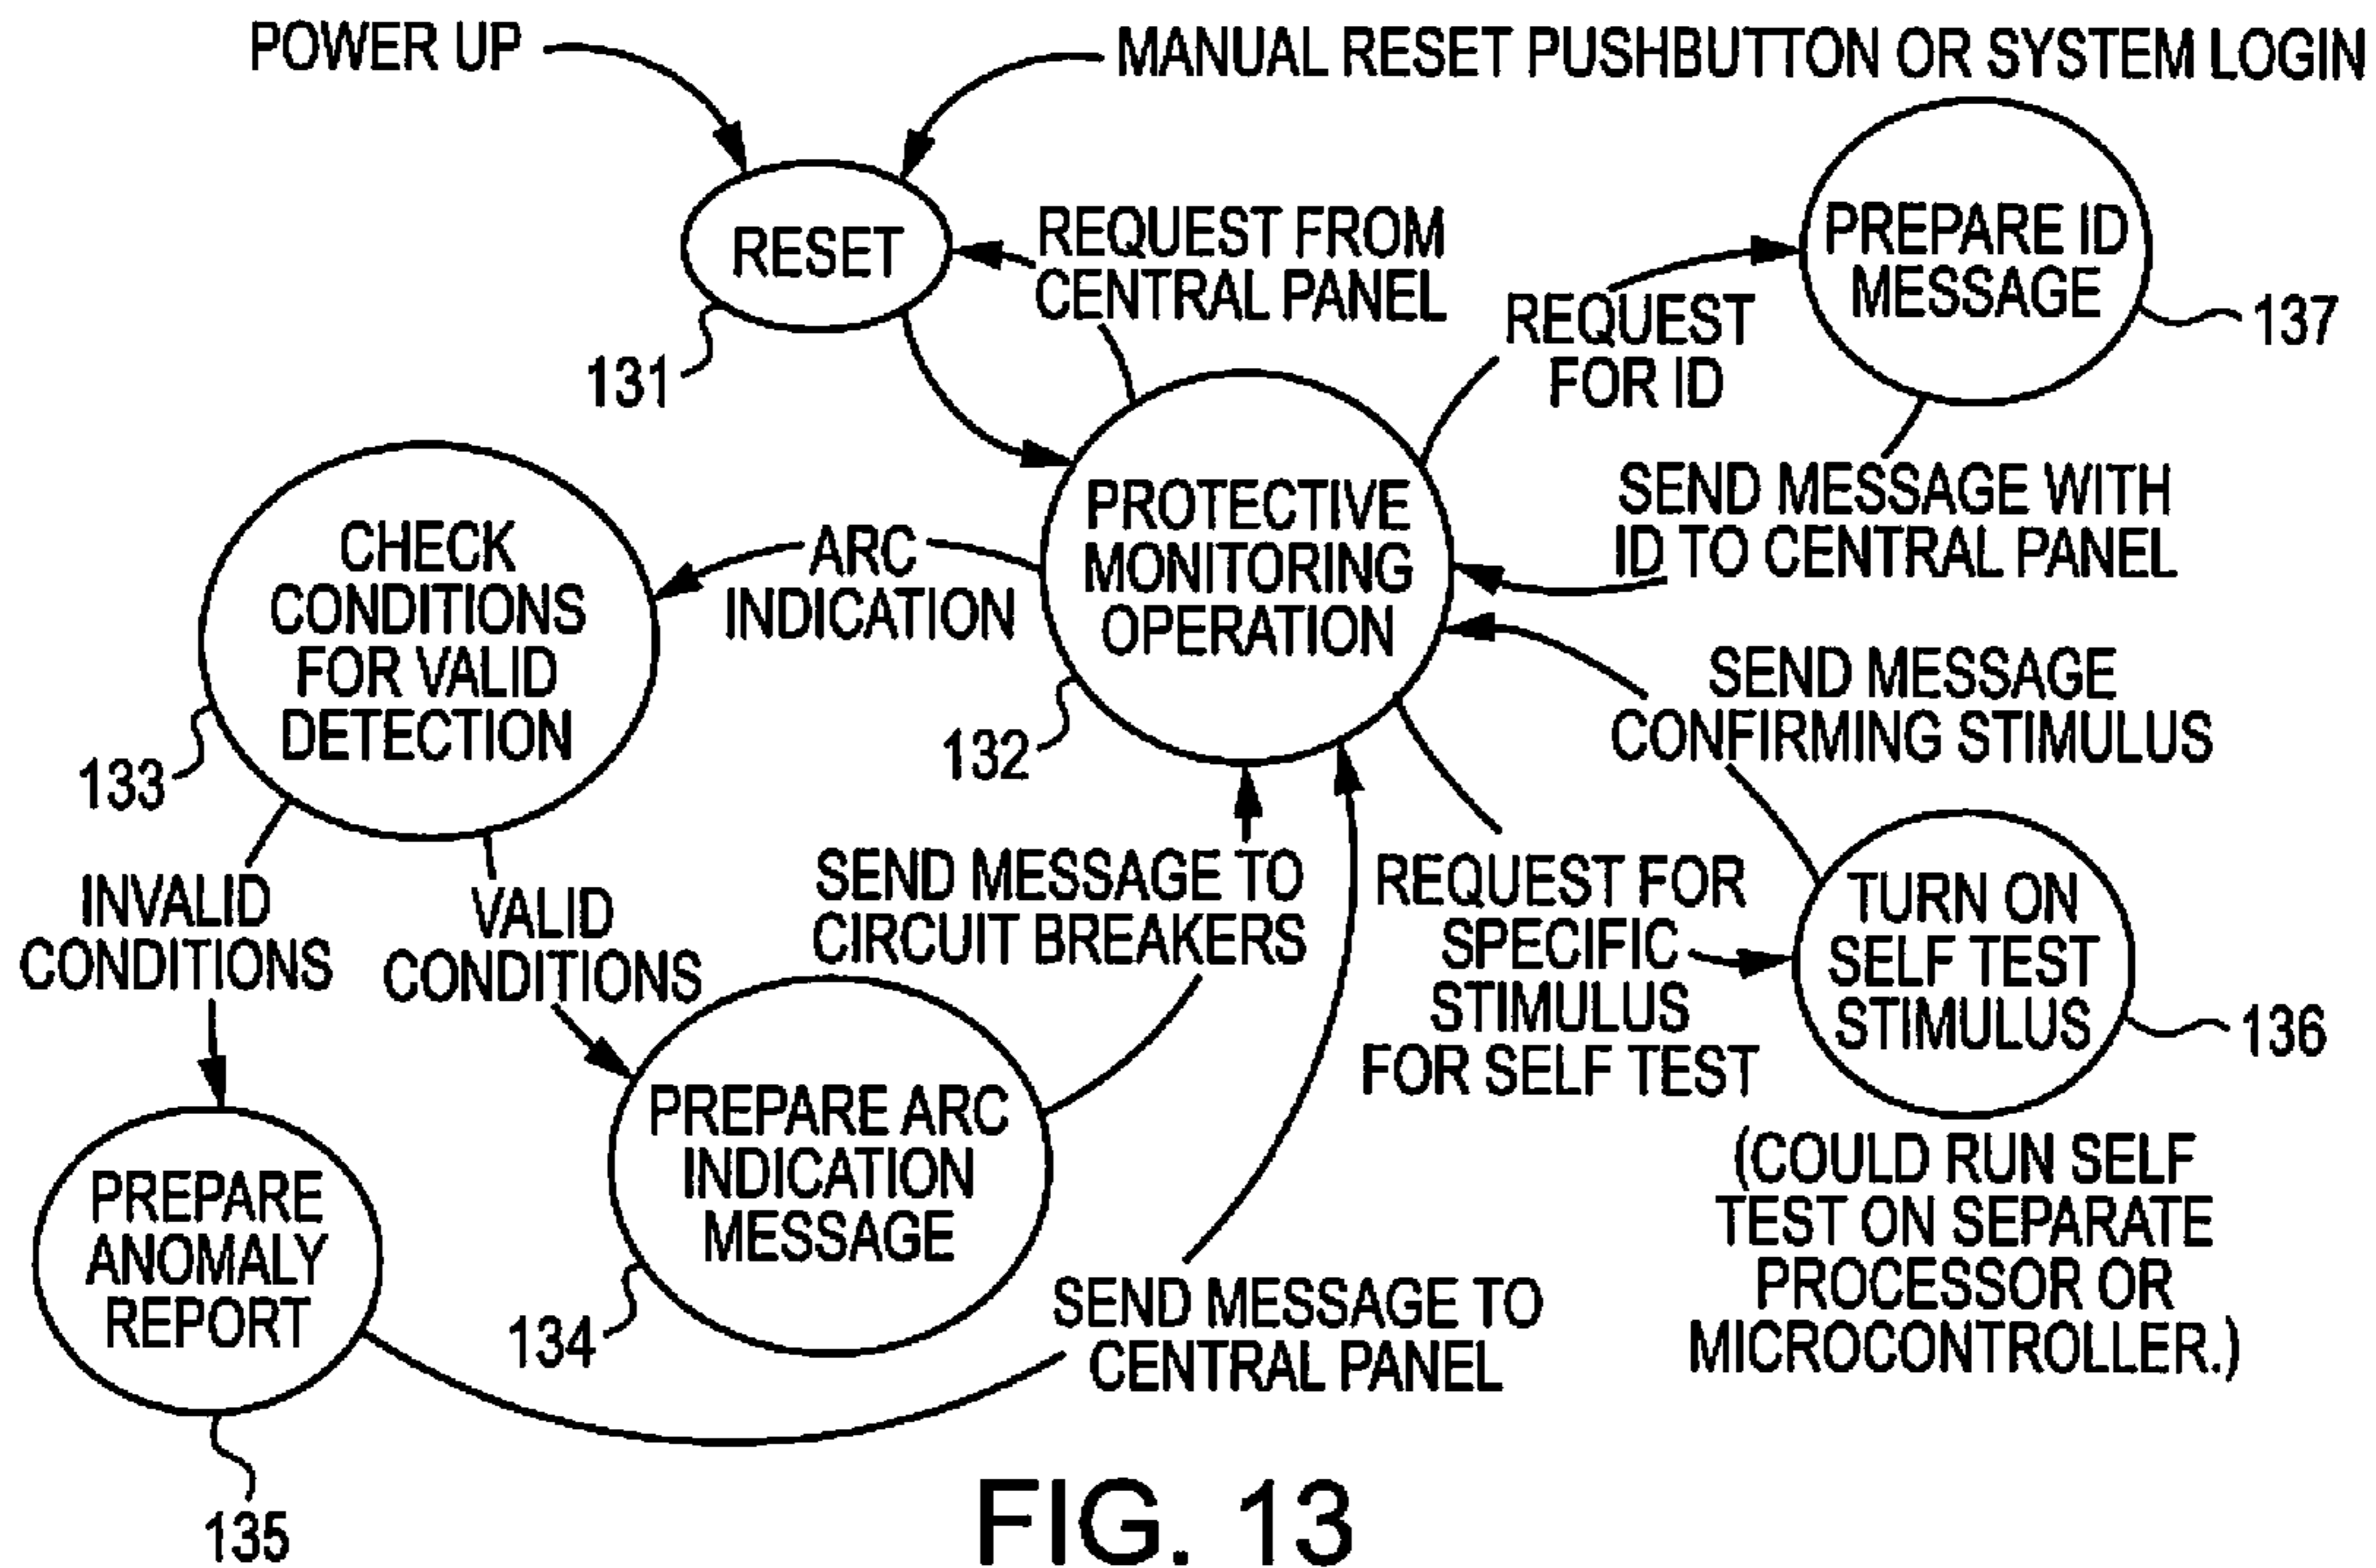 POWER UP
MANUAL RESET PUSHBUTTON OR SYSTEM LOGIN
RESET
131
REQUEST FROM
CENTRAL PANEL
REQUEST
FOR ID
PREPARE ID
MESSAGE
137
SEND MESSAGE WITH
ID TO CENTRAL PANEL
PROTECTIVE
MONITORING
OPERATION
132
ARC
INDICATION
CHECK
CONDITIONS
FOR VALID
DETECTION
133
SEND MESSAGE
CONFIRMING STIMULUS
INVALID
CONDITIONS
VALID
CONDITIONS
SEND MESSAGE TO
CIRCUIT BREAKERS
REQUEST FOR
SPECIFIC
STIMULUS
FOR SELF TEST
TURN ON
SELF TEST
STIMULUS
136
(COULD RUN SELF
TEST ON SEPARATE
PROCESSOR OR
MICROCONTROLLER.)
PREPARE ARC
INDICATION
MESSAGE
134
PREPARE
ANOMALY
REPORT
135
SEND MESSAGE TO
CENTRAL PANEL
FIG. 13